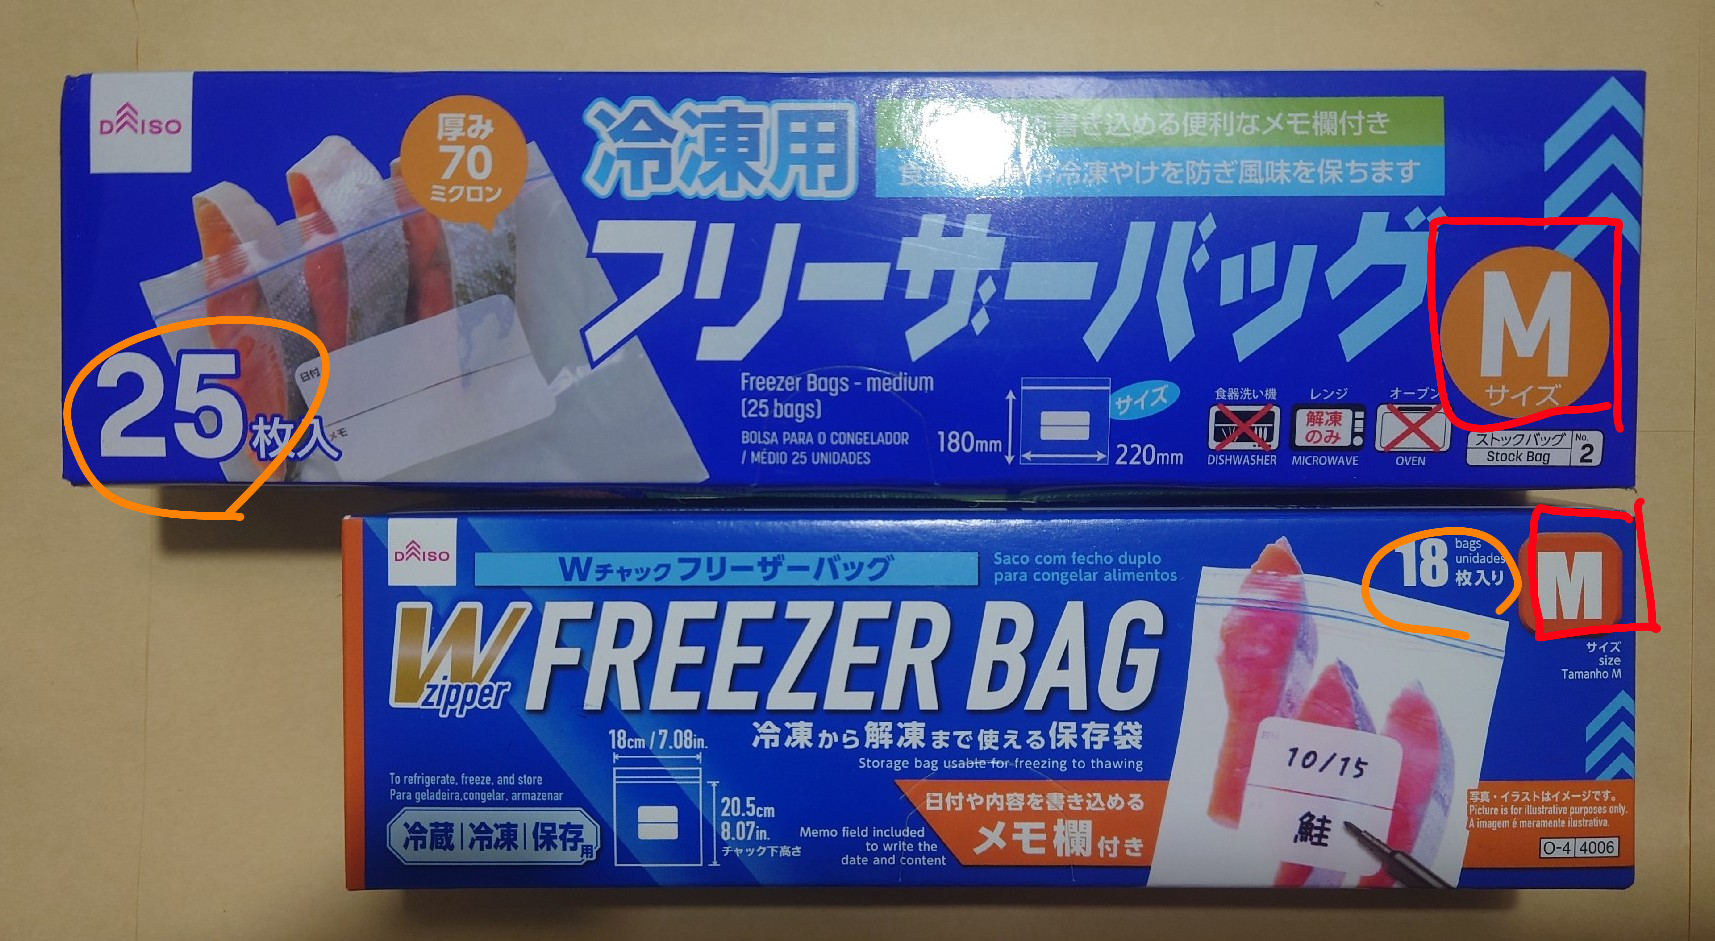 DAISO
厚み
70
ミクロン
冷凍用
書き込める便利なメモ欄付き
冷凍やけを防ぎ風味を保ちます
フリーザーバッグ
M
サイズ
25枚入
日付
メモ
Freezer Bags - medium
(25 bags)
BOLSA PARA O CONGELADOR
/ MÉDIO 25 UNIDADES
180mm
220mm
サイズ
食器洗い機
DISHWASHER
レンジ
解凍
のみ
MICROWAVE
オーブン
OVEN
ストックバッグ
Stock Bag
No.
2
DAISO
Wチャックフリーザーバッグ
Saco com fecho duplo
para congelar alimentos
18
bags
unidades
枚入り
M
サイズ
size
Tamanho M
W
zipper
FREEZER BAG
冷凍から解凍まで使える保存袋
Storage bag usable for freezing to thawing
18cm / 7.08in.
20.5cm
8.07in.
チャック下高さ
To refrigerate, freeze, and store
Para geladeira, congelar, armazenar
冷蔵|冷凍|保存用
Memo field included
to write the
date and content
日付や内容を書き込める
メモ欄付き
10/15
鮭
写真・イラストはイメージです。
Picture is for illustrative purposes only.
A imagem é meramente ilustrativa.
O-4 4006